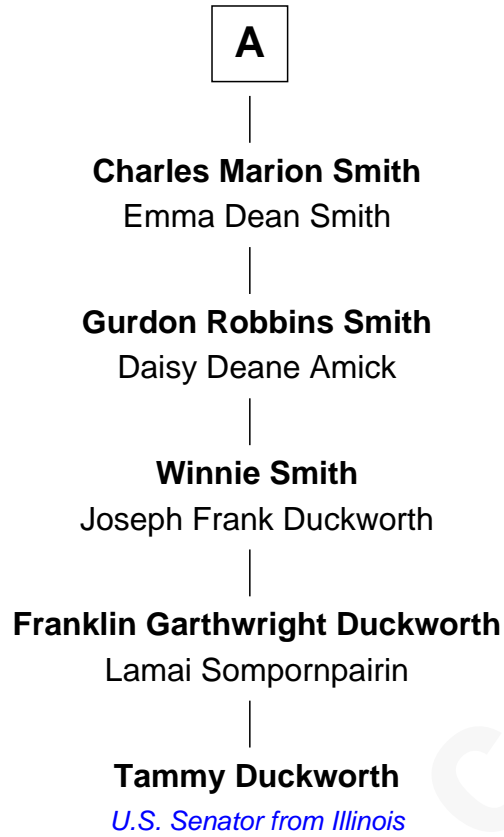 A
Charles Marion Smith
Emma Dean Smith
Gurdon Robbins Smith
Daisy Deane Amick
Winnie Smith
Joseph Frank Duckworth
Franklin Garthwright Duckworth
Lamai Sompornpairin
Tammy Duckworth
U.S. Senator from Illinois